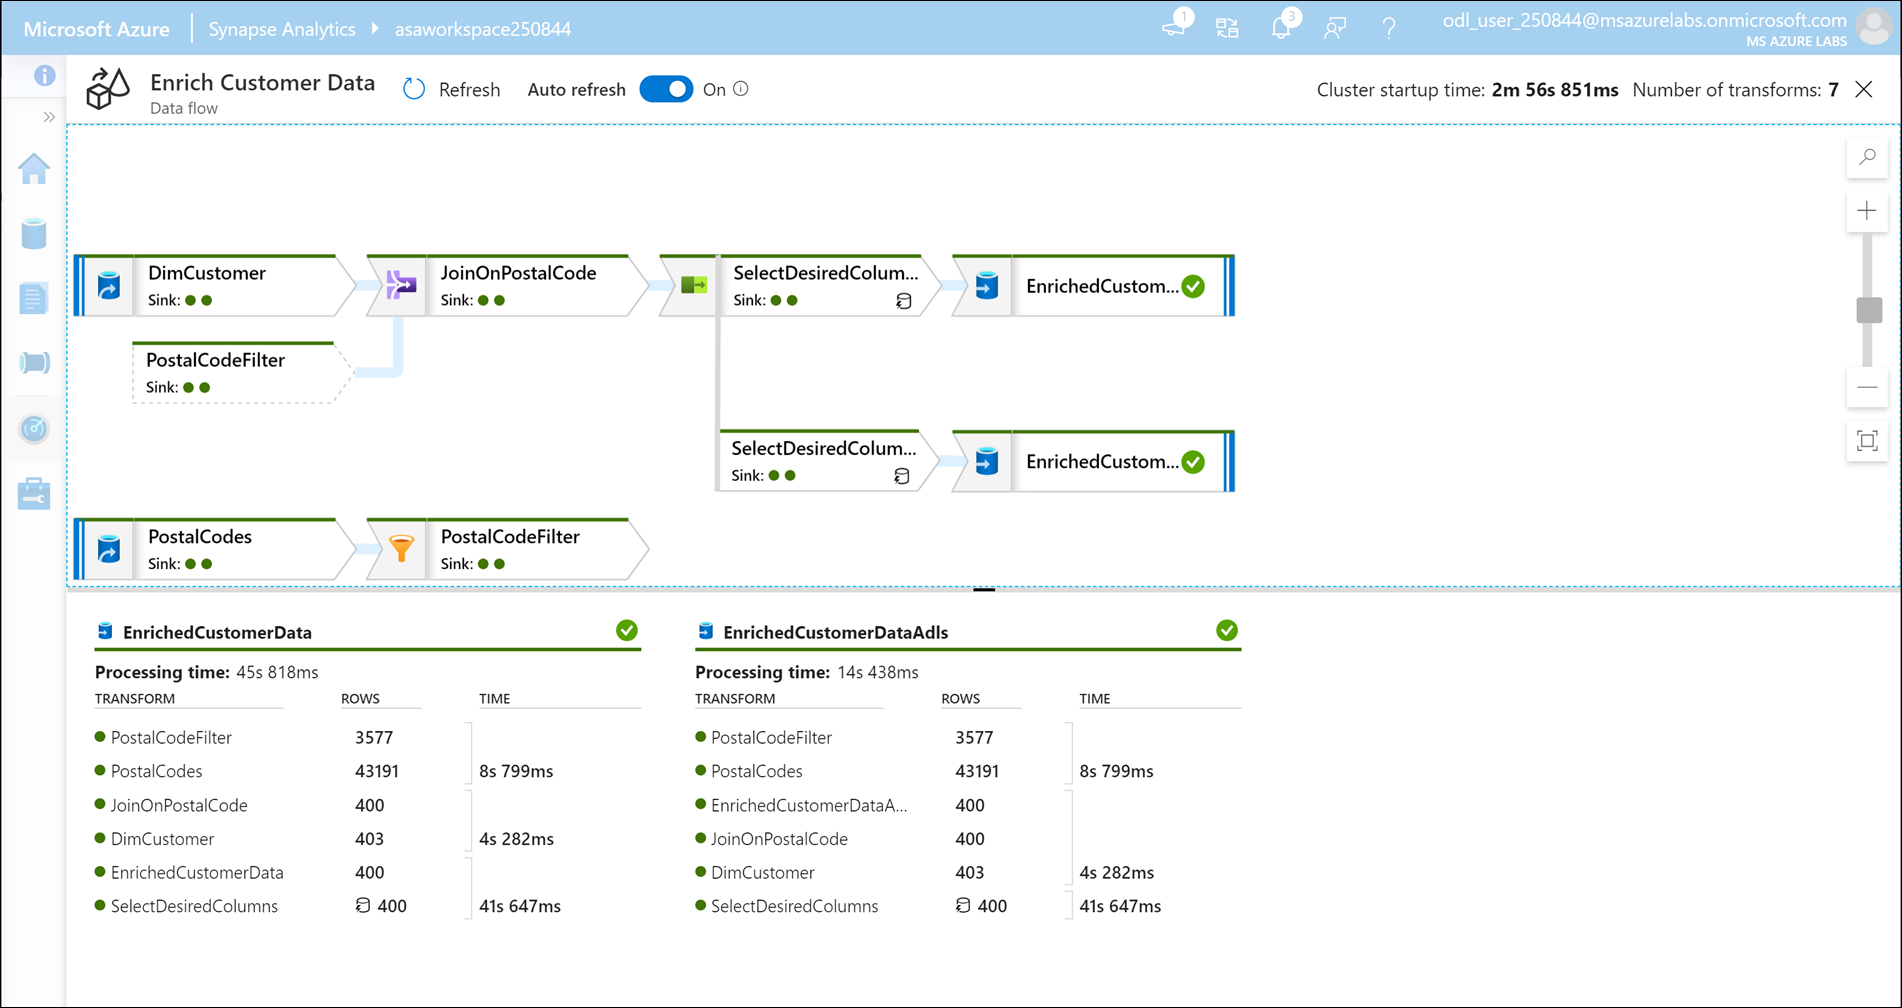 Microsoft Azure
Synapse Analytics
asaworkspace250844
1
3
?
odl_user_250844@msazurelabs.onmicrosoft.com
MS AZURE LABS
Enrich Customer Data
Data flow
Refresh
Auto refresh
On
Cluster startup time: 2m 56s 851ms
Number of transforms: 7
DimCustomer
Sink:
JoinOnPostalCode
Sink:
SelectDesiredColum...
Sink:
EnrichedCustom...
PostalCodeFilter
Sink:
SelectDesiredColum...
Sink:
EnrichedCustom...
PostalCodes
Sink:
PostalCodeFilter
Sink:
EnrichedCustomerData
Processing time: 45s 818ms
TRANSFORM ROWS TIME
PostalCodeFilter 3577
PostalCodes 43191 8s 799ms
JoinOnPostalCode 400
DimCustomer 403 4s 282ms
EnrichedCustomerData 400
SelectDesiredColumns 400 41s 647ms
EnrichedCustomerDataAdls
Processing time: 14s 438ms
TRANSFORM ROWS TIME
PostalCodeFilter 3577
PostalCodes 43191 8s 799ms
EnrichedCustomerDataA... 400
JoinOnPostalCode 400
DimCustomer 403 4s 282ms
SelectDesiredColumns 400 41s 647ms